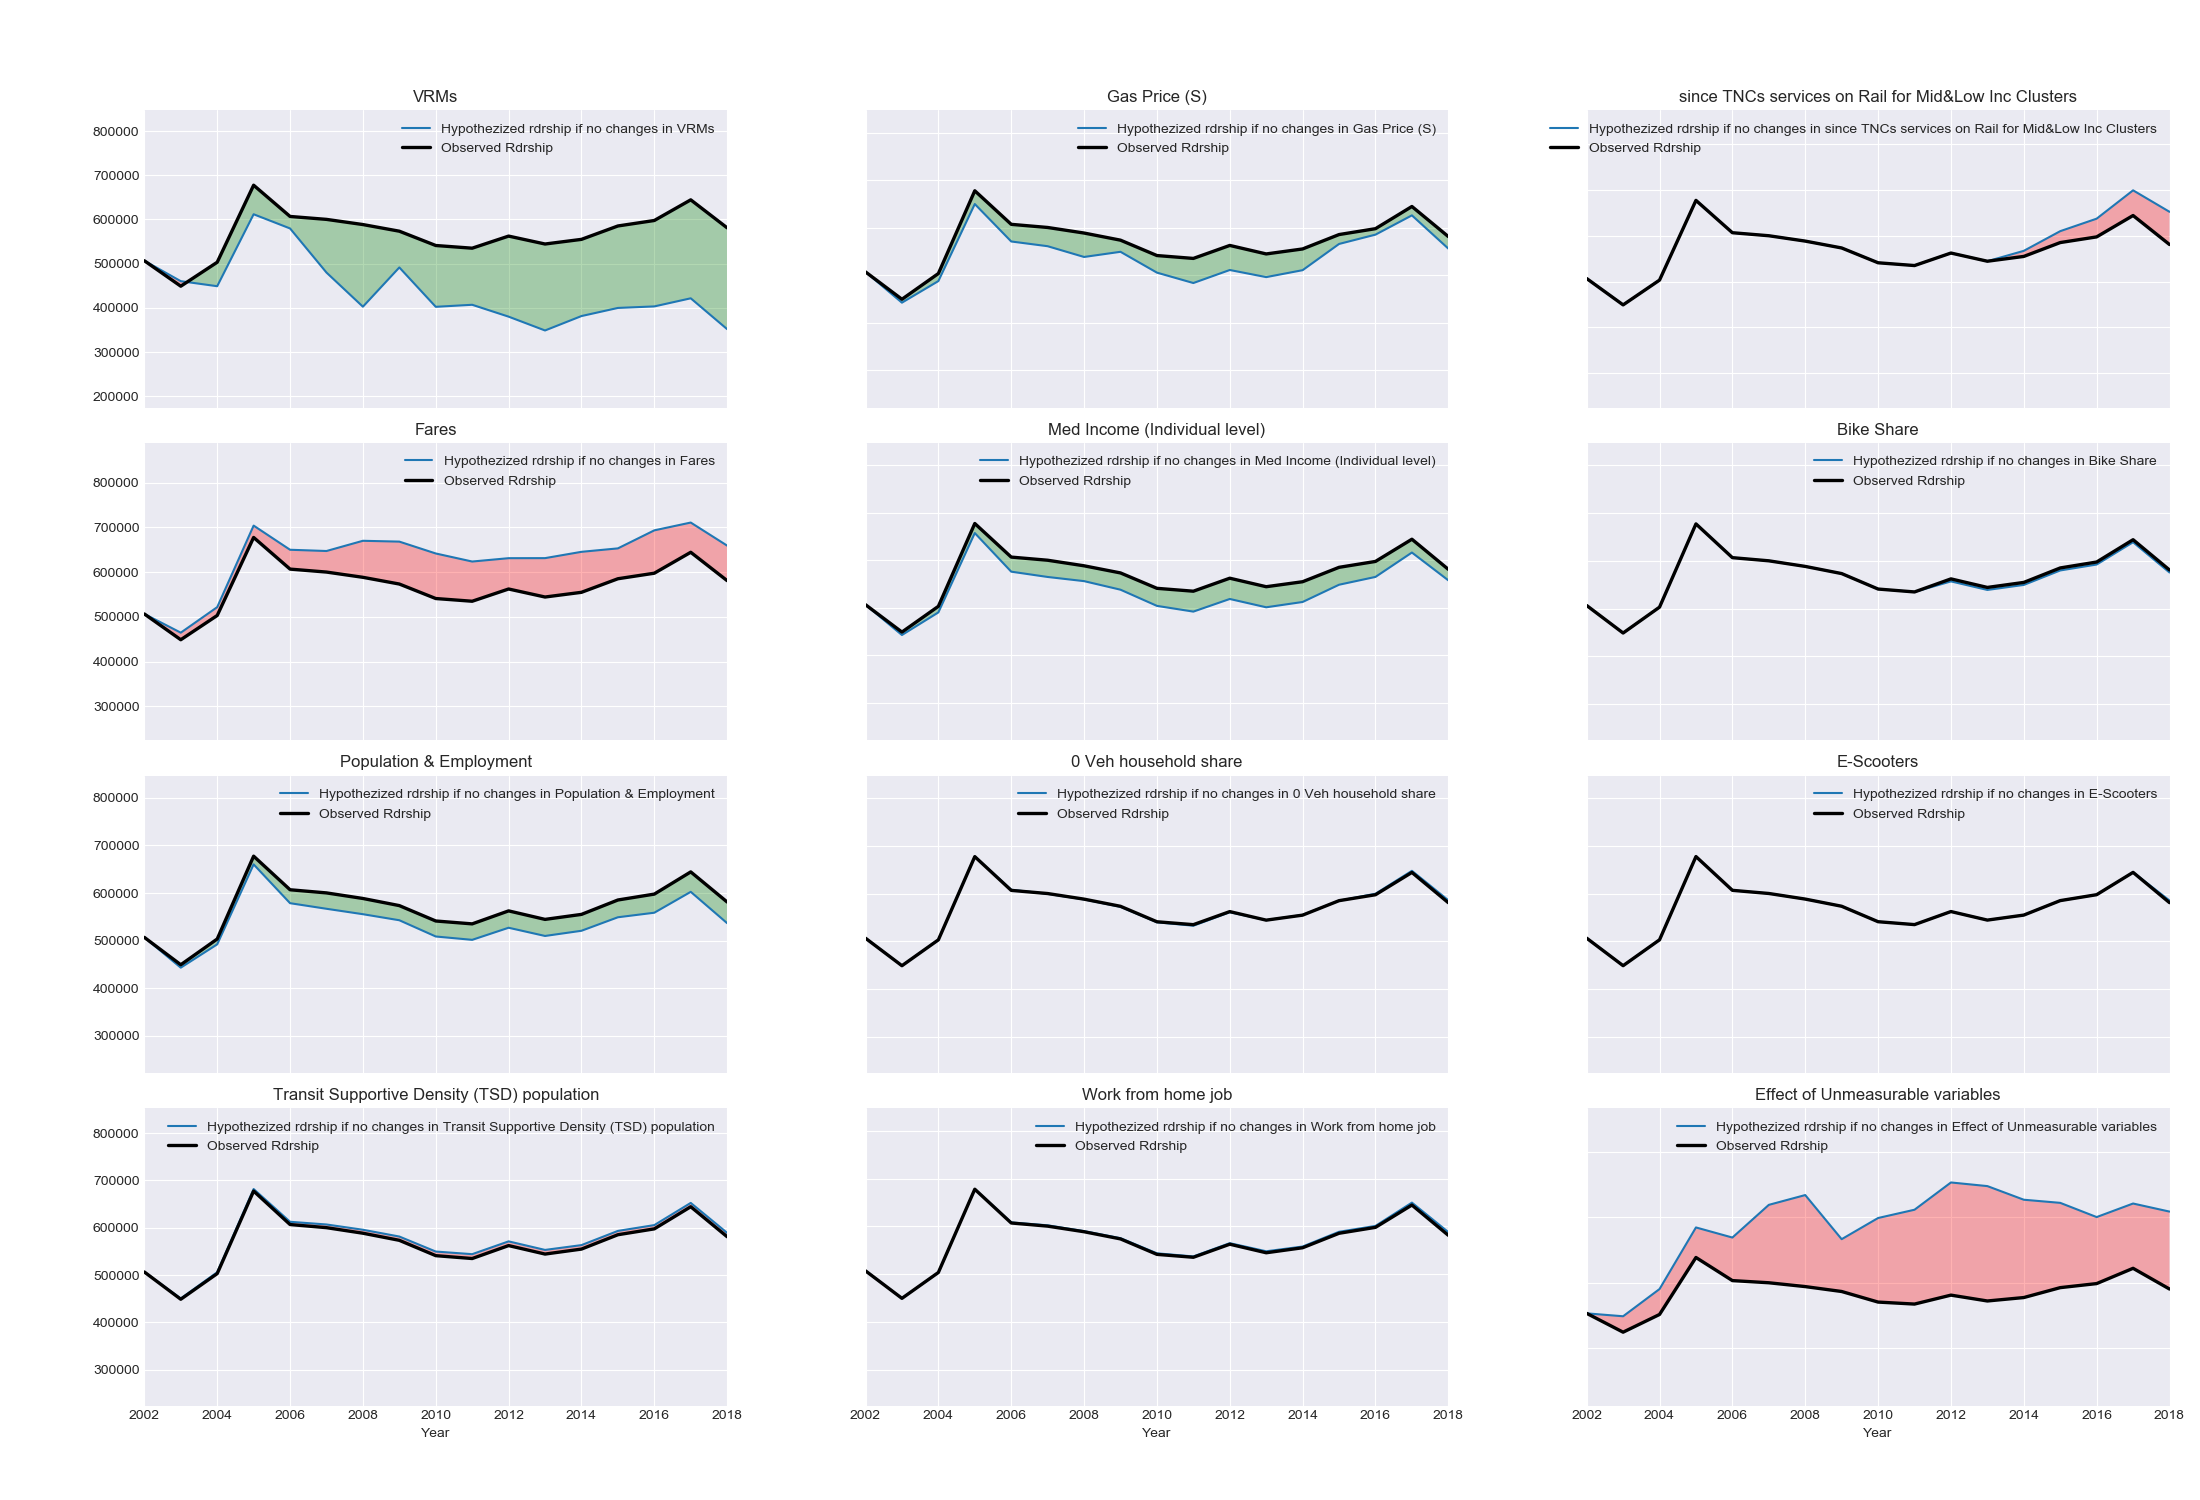 VRMs
Hypothezized rdrship if no changes in VRMs
Observed Rdrship
800000
700000
600000
500000
400000
300000
200000
Gas Price (S)
Hypothezized rdrship if no changes in Gas Price (S)
Observed Rdrship
since TNCs services on Rail for Mid&Low Inc Clusters
Hypothezized rdrship if no changes in since TNCs services on Rail for Mid&Low Inc Clusters
Observed Rdrship
Fares
Hypothezized rdrship if no changes in Fares
Observed Rdrship
800000
700000
600000
500000
400000
300000
Med Income (Individual level)
Hypothezized rdrship if no changes in Med Income (Individual level)
Observed Rdrship
Bike Share
Hypothezized rdrship if no changes in Bike Share
Observed Rdrship
Population & Employment
Hypothezized rdrship if no changes in Population & Employment
Observed Rdrship
800000
700000
600000
500000
400000
300000
0 Veh household share
Hypothezized rdrship if no changes in 0 Veh household share
Observed Rdrship
E-Scooters
Hypothezized rdrship if no changes in E-Scooters
Observed Rdrship
Transit Supportive Density (TSD) population
Hypothezized rdrship if no changes in Transit Supportive Density (TSD) population
Observed Rdrship
800000
700000
600000
500000
400000
300000
2002 2004 2006 2008 2010 2012 2014 2016 2018
Year
Work from home job
Hypothezized rdrship if no changes in Work from home job
Observed Rdrship
2002 2004 2006 2008 2010 2012 2014 2016 2018
Year
Effect of Unmeasurable variables
Hypothezized rdrship if no changes in Effect of Unmeasurable variables
Observed Rdrship
2002 2004 2006 2008 2010 2012 2014 2016 2018
Year